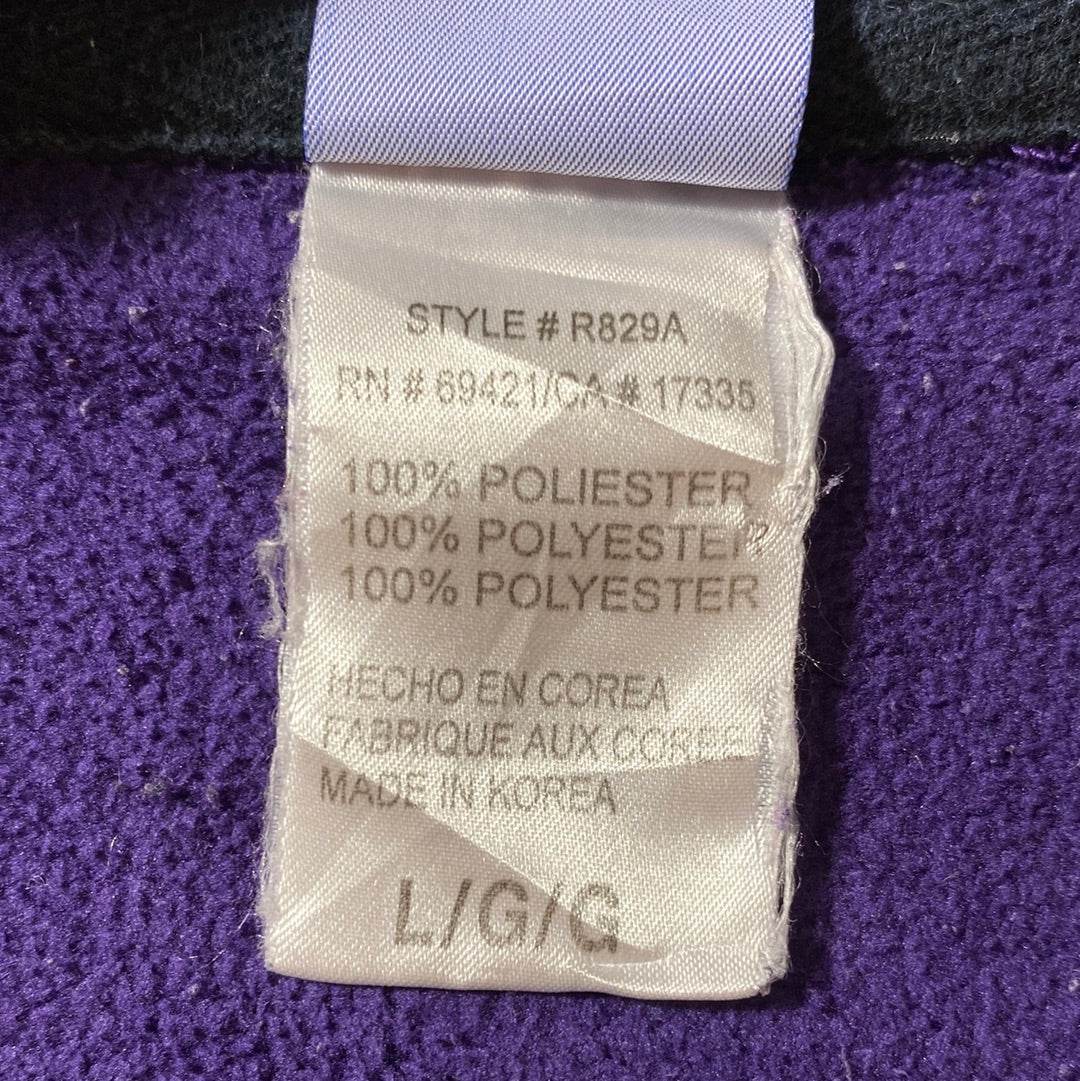 STYLE # R829A
RN # 69421/CA # 17335
100% POLIESTER
100% POLYESTER
100% POLYESTER
HECHO EN COREA
FABRIQUE AUX COREE
MADE IN KOREA
L/G/G